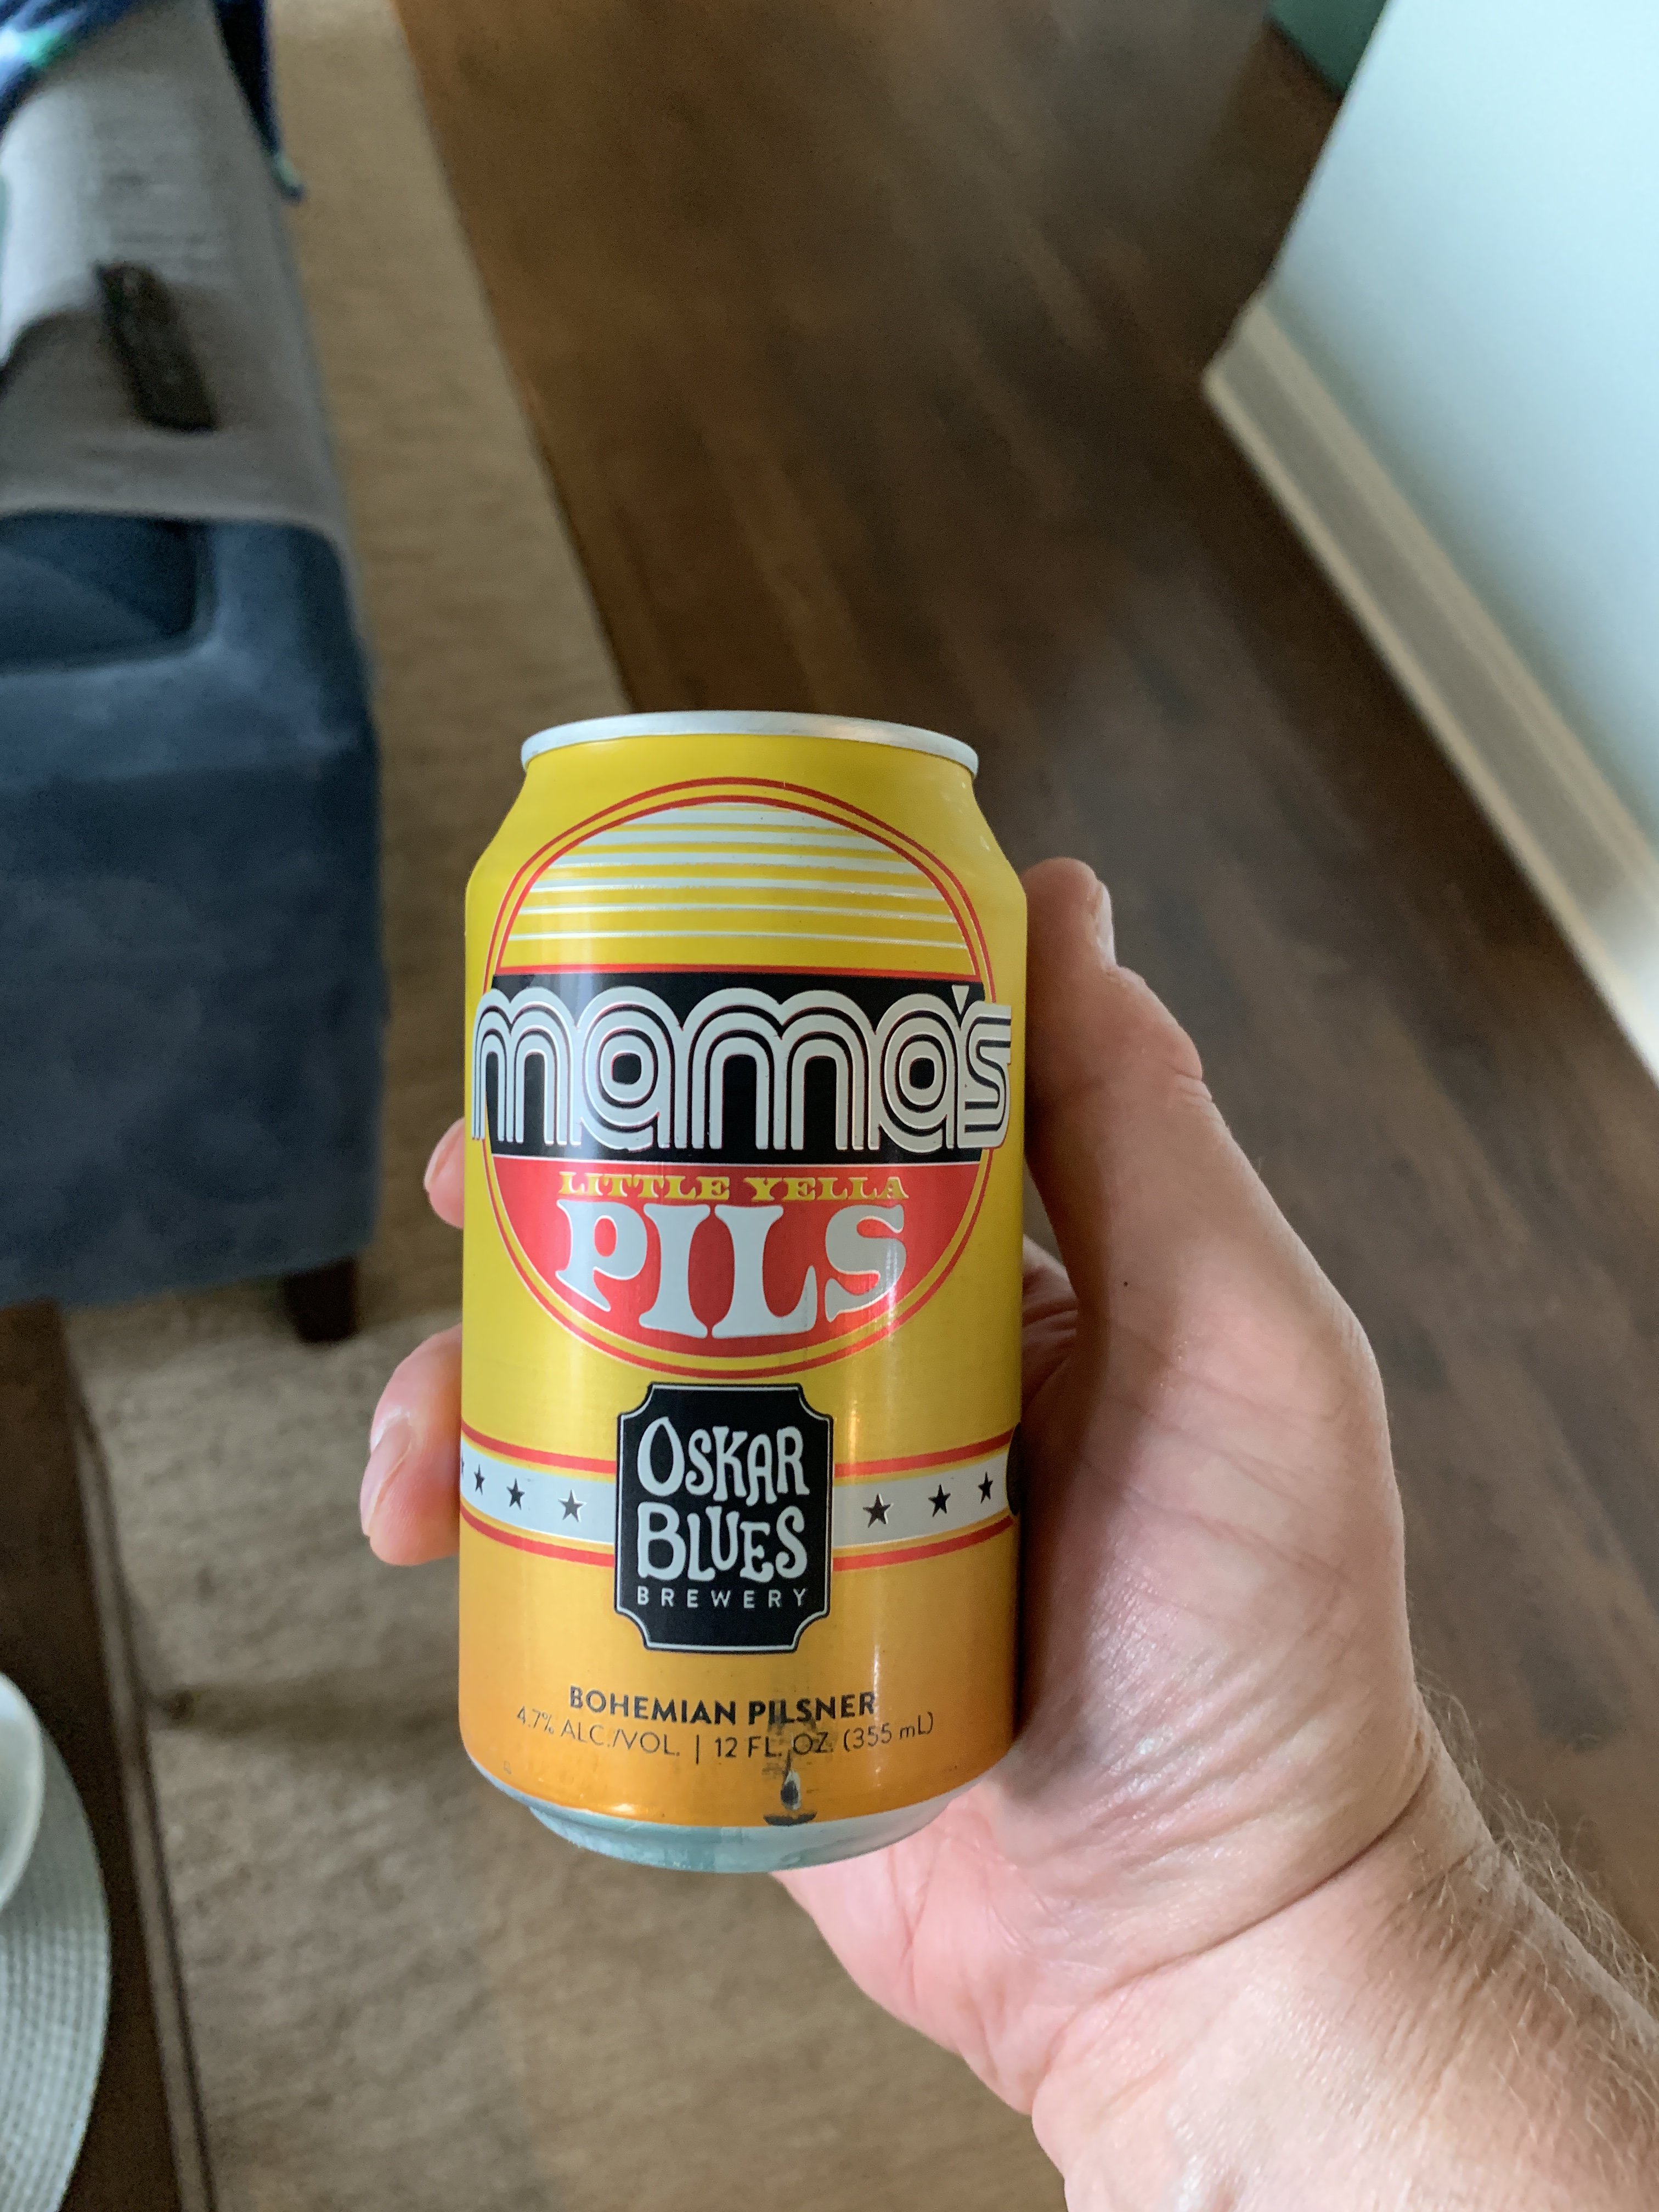 mama's
LITTLE YELLA
PILS
OSKAR
BLUES
BREWERY
BOHEMIAN PILSNER
4.7% ALC./VOL. | 12 FL. OZ. (355 mL)